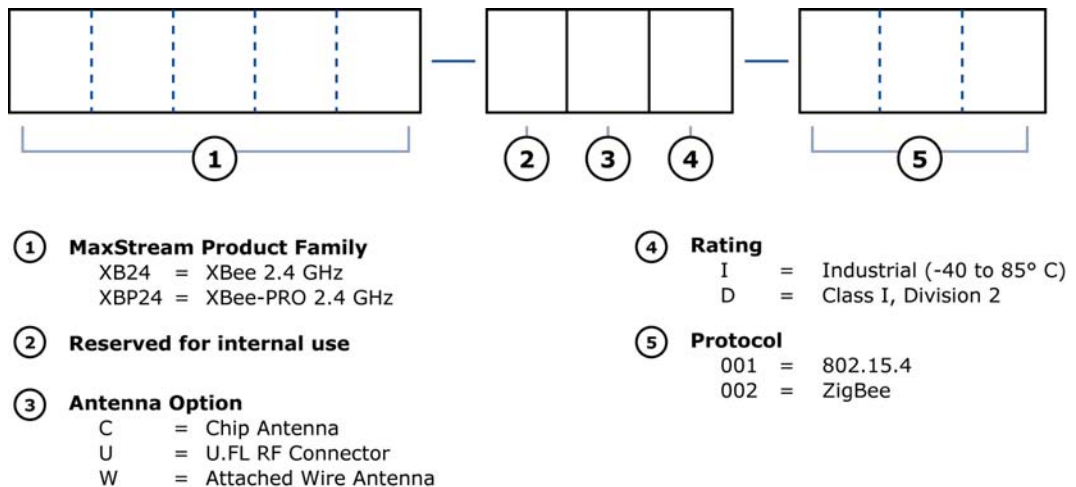 1 2 3 4 5
1 MaxStream Product Family
XB24 = XBee 2.4 GHz
XBP24 = XBee-PRO 2.4 GHz
2 Reserved for internal use
3 Antenna Option
C = Chip Antenna
U = U.FL RF Connector
W = Attached Wire Antenna
4 Rating
I = Industrial (-40 to 85° C)
D = Class I, Division 2
5 Protocol
001 = 802.15.4
002 = ZigBee